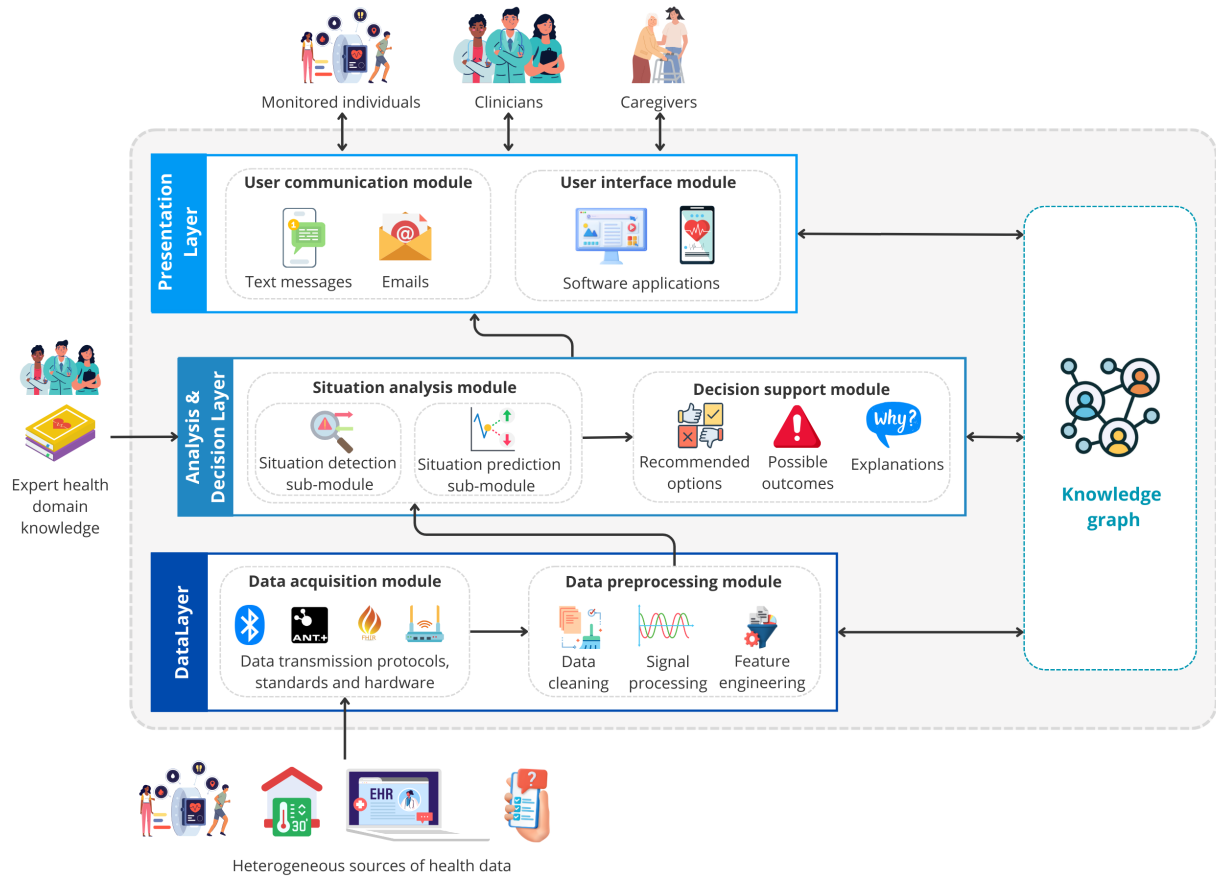 Monitored individuals
Clinicians
Caregivers
Presentation
Layer
User communication module
1
@
Text messages
Emails
User interface module
Software applications
Expert health
domain
knowledge
Analysis &
Decision Layer
Situation analysis module
Situation detection
sub-module
Situation prediction
sub-module
Decision support module
Why?
Recommended
options
Possible
outcomes
Explanations
Knowledge
graph
DataLayer
Data acquisition module
ANT+
FHIR
Data transmission protocols,
standards and hardware
Data preprocessing module
Data
cleaning
Signal
processing
Feature
engineering
30°
EHR
?
Heterogeneous sources of health data